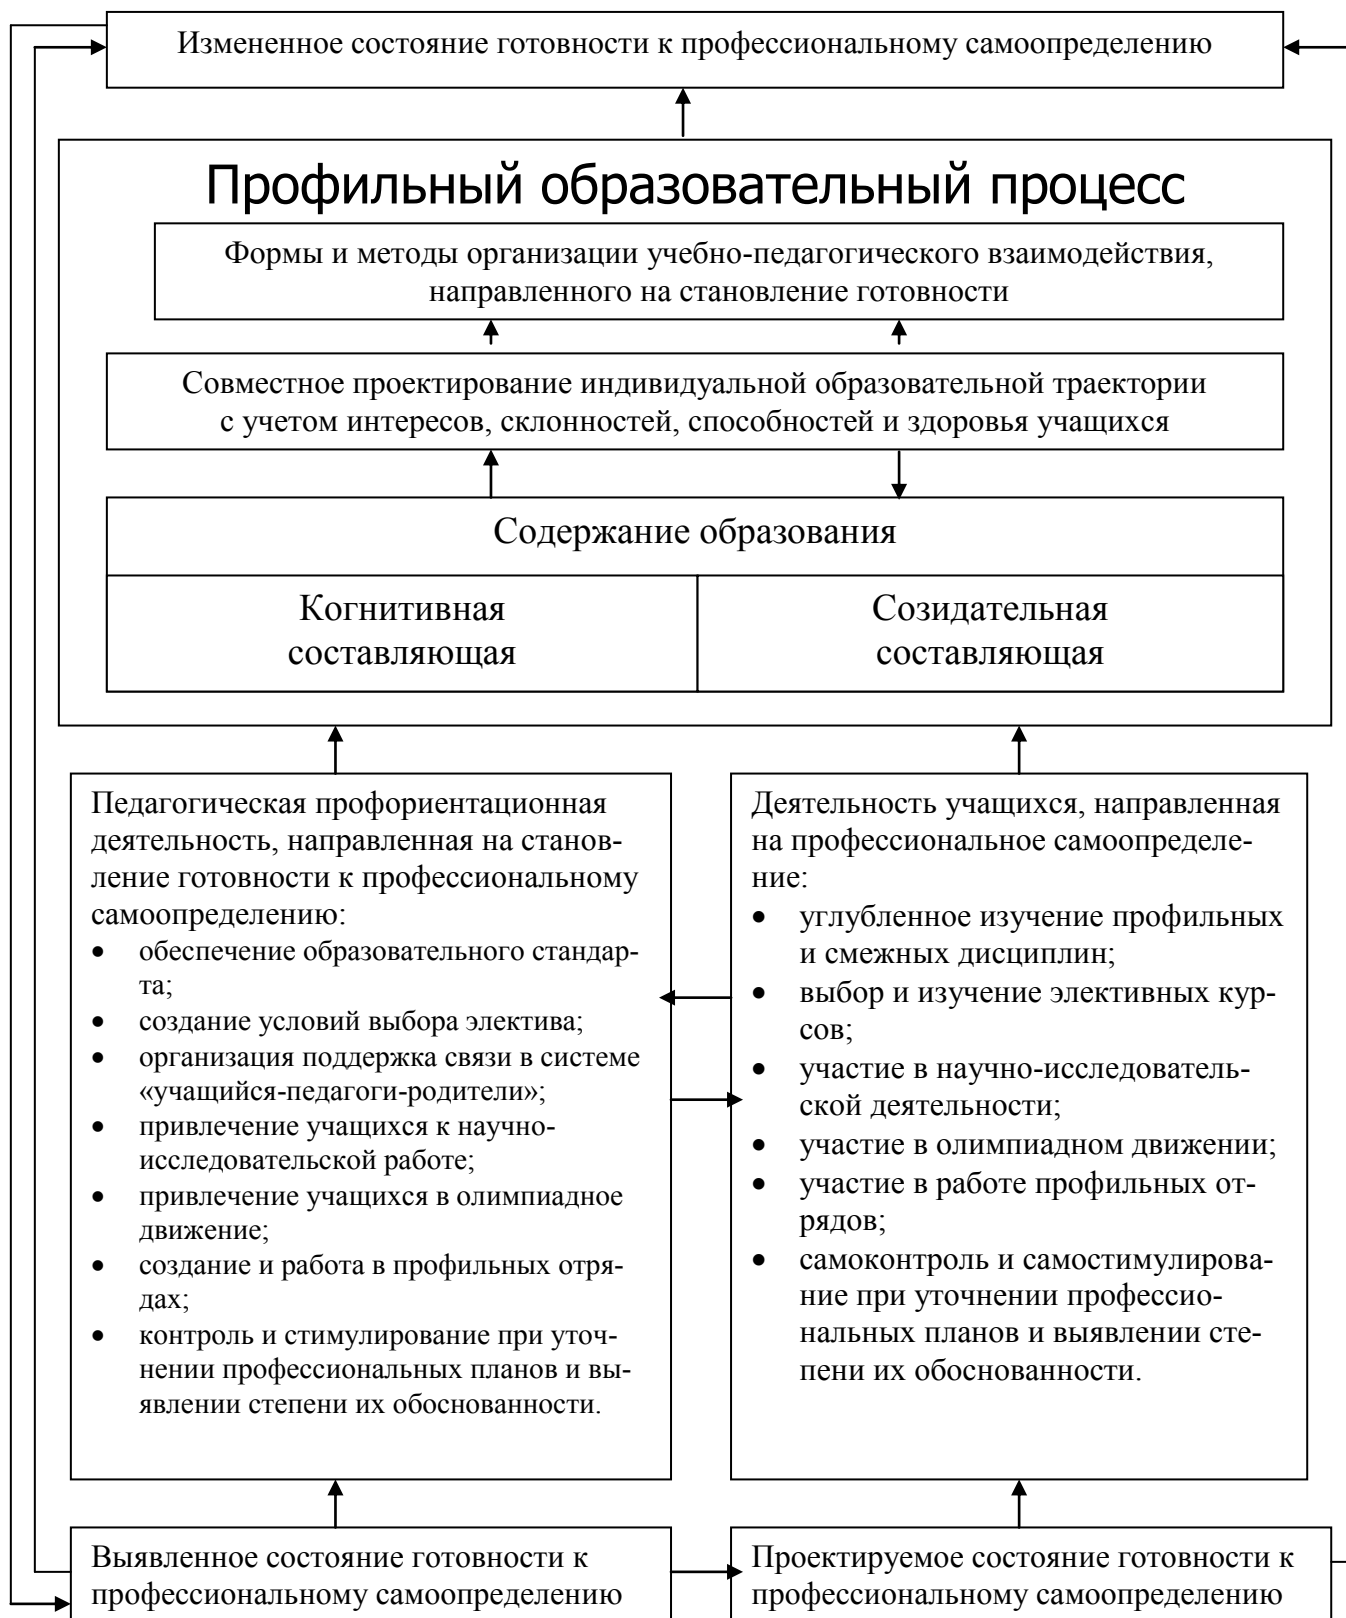 Измененное состояние готовности к профессиональному самоопределению
Профильный образовательный процесс
Формы и методы организации учебно-педагогического взаимодействия,
направленного на становление готовности
Совместное проектирование индивидуальной образовательной траектории
с учетом интересов, склонностей, способностей и здоровья учащихся
Содержание образования
Когнитивная
составляющая
Созидательная
составляющая
Педагогическая профориентационная
деятельность, направленная на станов-
ление готовности к профессиональному
самоопределению:
• обеспечение образовательного стандар-
та;
• создание условий выбора электива;
• организация поддержка связи в системе
«учащийся-педагоги-родители»;
• привлечение учащихся к научно-
исследовательской работе;
• привлечение учащихся в олимпиадное
движение;
• создание и работа в профильных отря-
дах;
• контроль и стимулирование при уточ-
нении профессиональных планов и вы-
явлении степени их обоснованности.
Деятельность учащихся, направленная
на профессиональное самоопределе-
ние:
• углубленное изучение профильных
и смежных дисциплин;
• выбор и изучение элективных кур-
сов;
• участие в научно-исследователь-
ской деятельности;
• участие в олимпиадном движении;
• участие в работе профильных от-
рядов;
• самоконтроль и самостимулирова-
ние при уточнении профессио-
нальных планов и выявлении сте-
пени их обоснованности.
Выявленное состояние готовности к
профессиональному самоопределению
Проектируемое состояние готовности к
профессиональному самоопределению